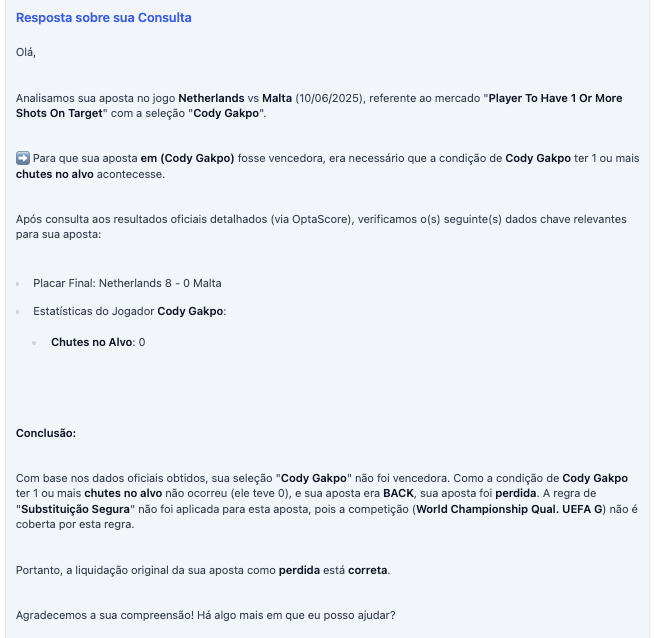 Resposta sobre sua Consulta
Olá,
Analisamos sua aposta no jogo Netherlands vs Malta (10/06/2025), referente ao mercado "Player To Have 1 Or More
Shots On Target" com a seleção "Cody Gakpo".
➡️ Para que sua aposta em (Cody Gakpo) fosse vencedora, era necessário que a condição de Cody Gakpo ter 1 ou mais
chutes no alvo acontecesse.
Após consulta aos resultados oficiais detalhados (via OptaScore), verificamos o(s) seguinte(s) dados chave relevantes
para sua aposta:
Placar Final: Netherlands 8 - 0 Malta
Estatísticas do Jogador Cody Gakpo:
Chutes no Alvo: 0
Conclusão:
Com base nos dados oficiais obtidos, sua seleção "Cody Gakpo" não foi vencedora. Como a condição de Cody Gakpo
ter 1 ou mais chutes no alvo não ocorreu (ele teve 0), e sua aposta era BACK, sua aposta foi perdida. A regra de
"Substituição Segura" não foi aplicada para esta aposta, pois a competição (World Championship Qual. UEFA G) não é
coberta por esta regra.
Portanto, a liquidação original da sua aposta como perdida está correta.
Agradecemos a sua compreensão! Há algo mais em que eu posso ajudar?